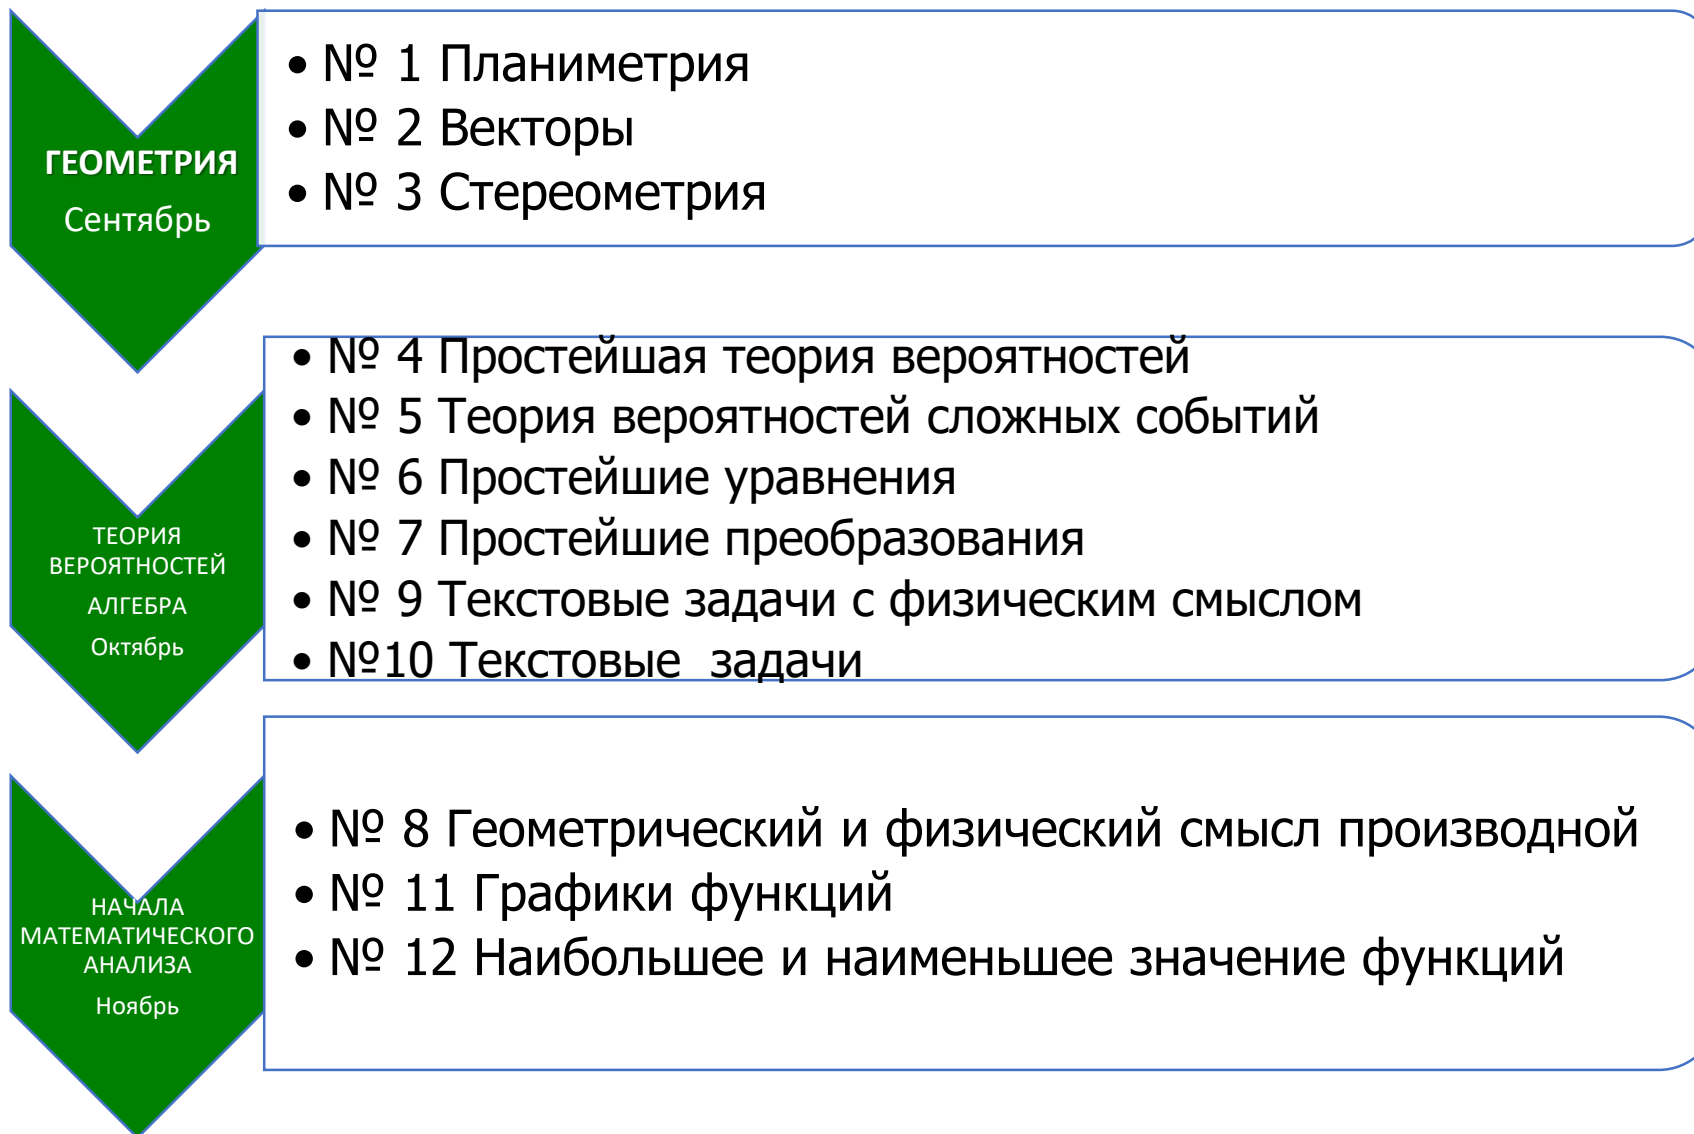 ГЕОМЕТРИЯ
Сентябрь
• № 1 Планиметрия
• № 2 Векторы
• № 3 Стереометрия
ТЕОРИЯ
ВЕРОЯТНОСТЕЙ
АЛГЕБРА
Октябрь
• № 4 Простейшая теория вероятностей
• № 5 Теория вероятностей сложных событий
• № 6 Простейшие уравнения
• № 7 Простейшие преобразования
• № 9 Текстовые задачи с физическим смыслом
• №10 Текстовые  задачи
НАЧАЛА
МАТЕМАТИЧЕСКОГО
АНАЛИЗА
Ноябрь
• № 8 Геометрический и физический смысл производной
• № 11 Графики функций
• № 12 Наибольшее и наименьшее значение функций